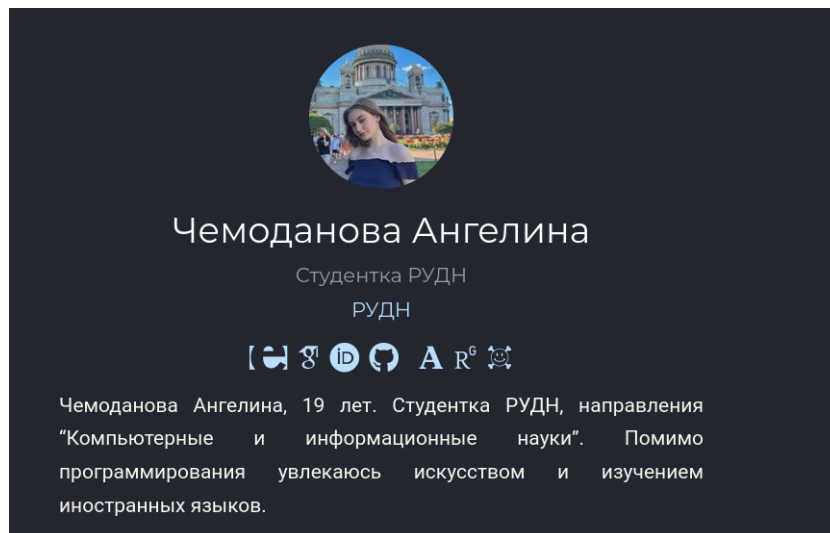 Чемоданова Ангелина
Студентка РУДН
РУДН
Чемоданова Ангелина, 19 лет. Студентка РУДН, направления
“Компьютерные и информационные науки”. Помимо
программирования увлекаюсь искусством и изучением
иностранных языков.